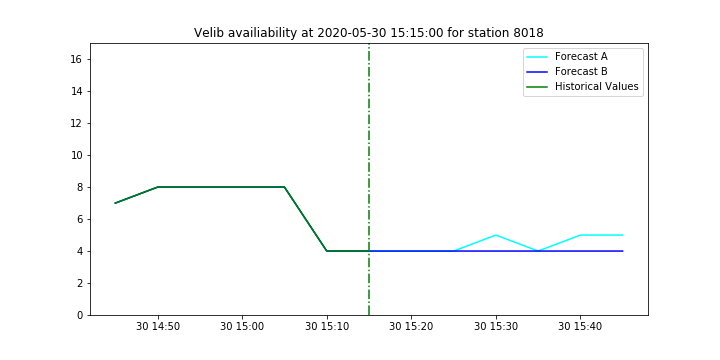 Velib availiability at 2020-05-30 15:15:00 for station 8018
Forecast A
Forecast B
Historical Values
16
14
12
10
8
6
4
2
0
30 14:50 30 15:00 30 15:10 30 15:20 30 15:30 30 15:40